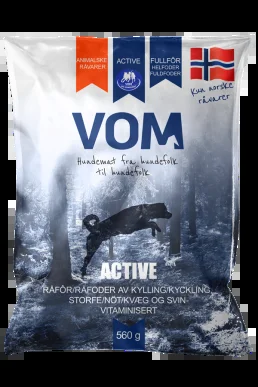 ANIMALSKE
RÅVARER
ACTIVE
FULLFÔR
HELFODER
FULDFODER
Kun norske
råvarer
VOM
Hundemat fra hundefolk
til hundefolk
ACTIVE
RÅFÔR/RÅFODER AV KYLLING/KYCKLING,
STORFE/NÖT/KVÆG OG SVIN
VITAMINISERT
560 g